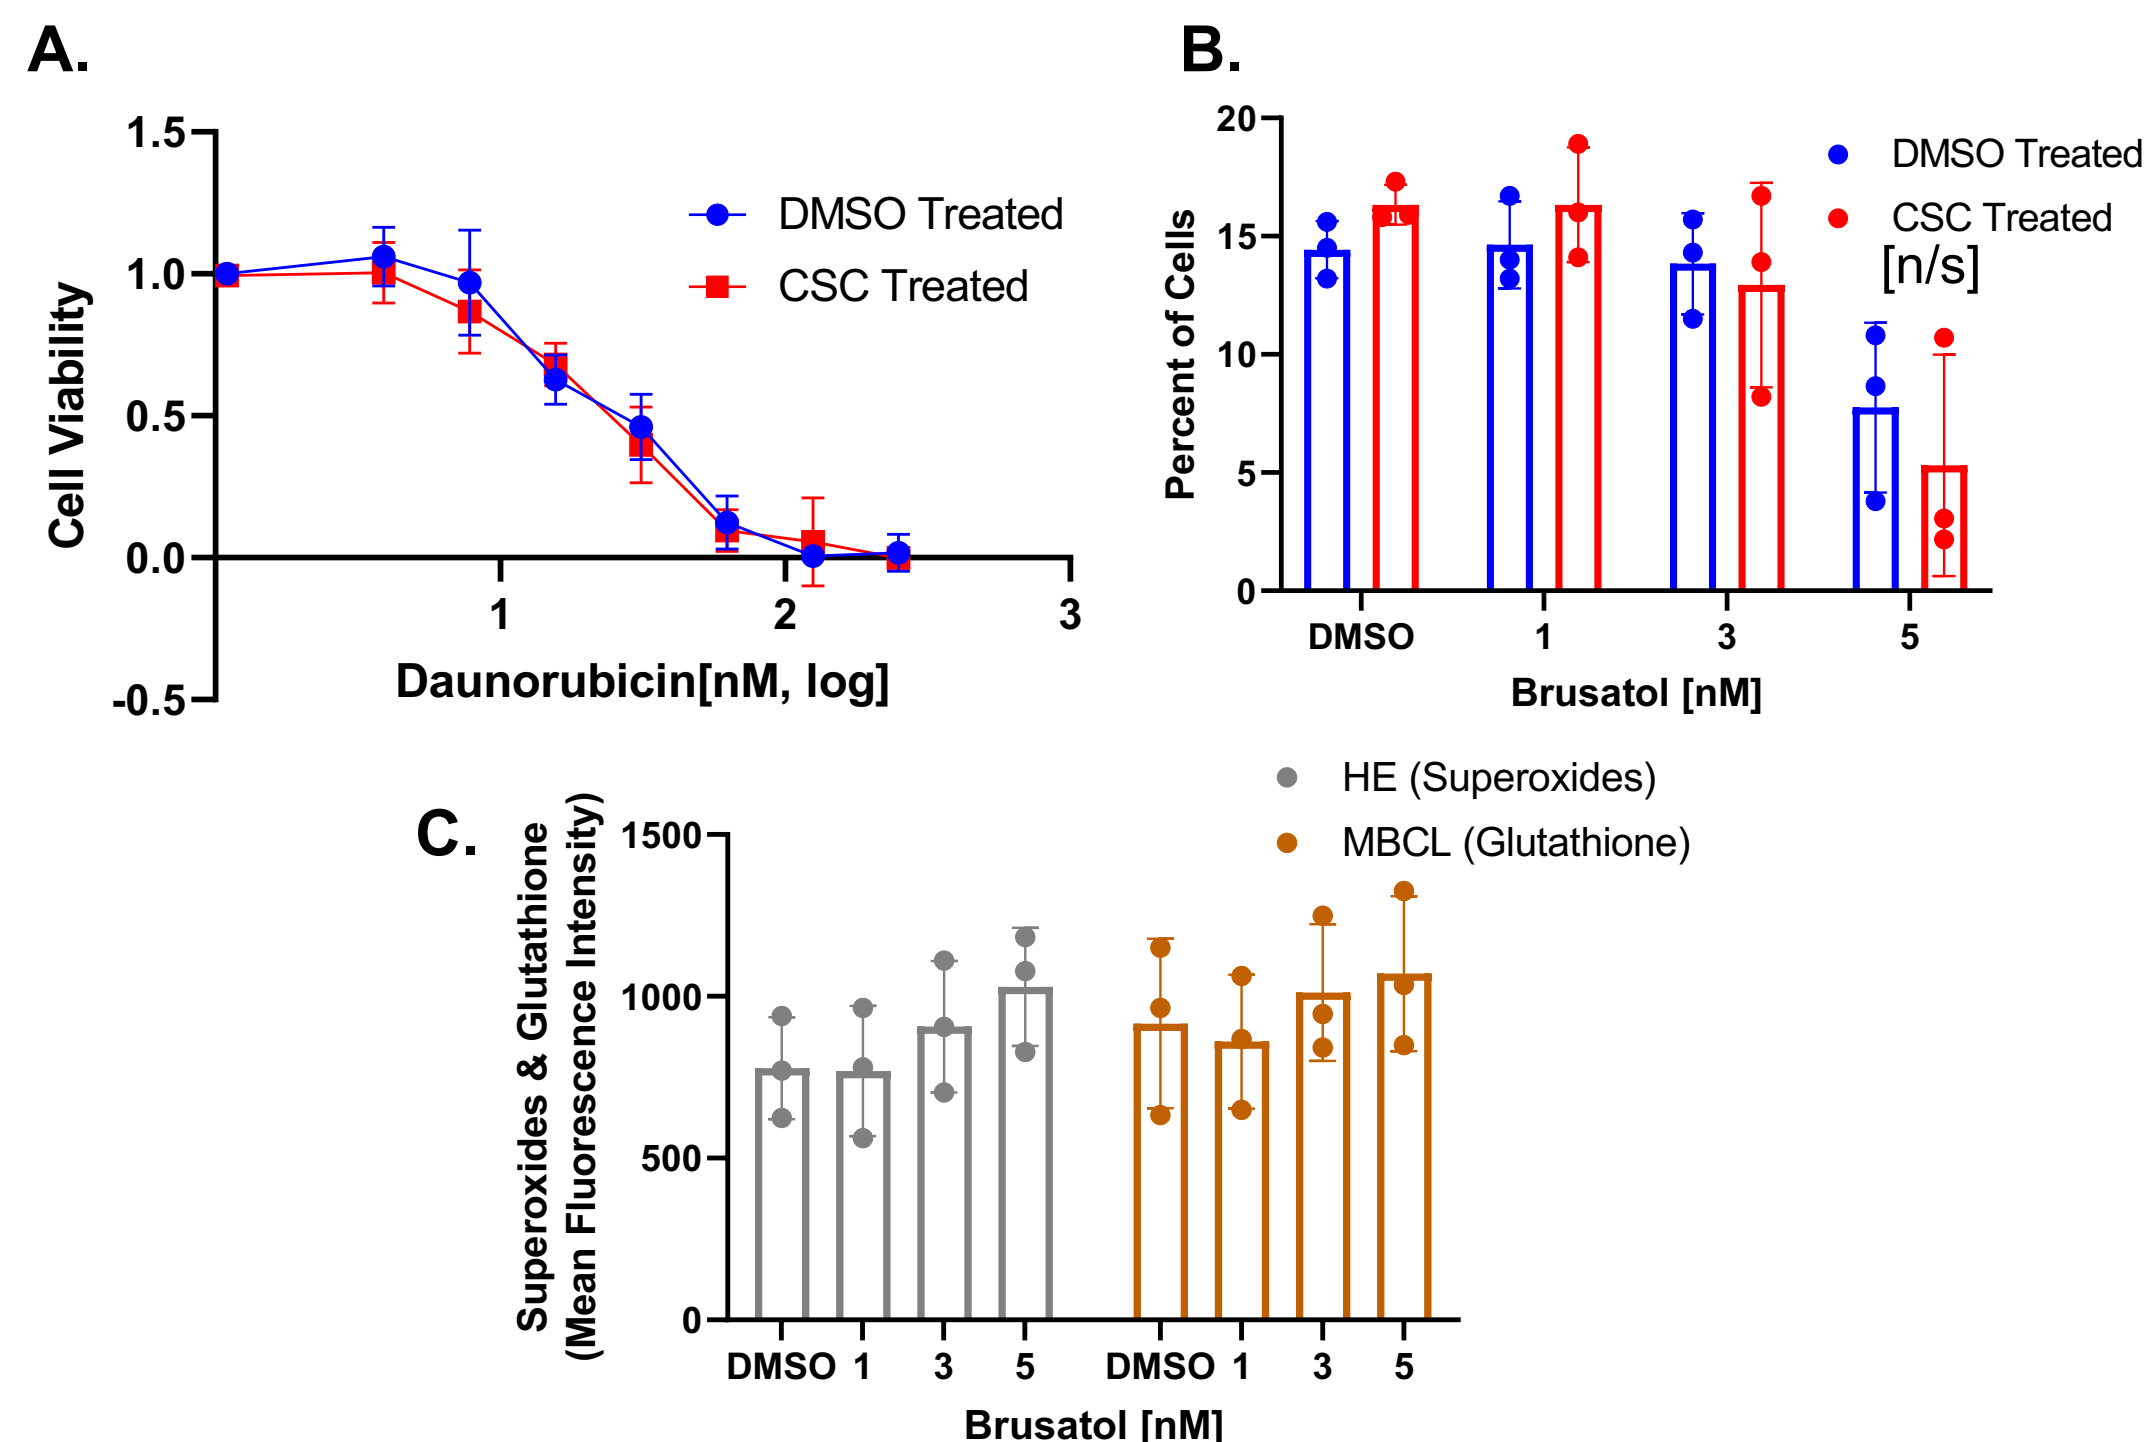 A.
1.5
1.0
0.5
0.0
-0.5
Cell Viability
DMSO Treated
CSC Treated
1
2
3
Daunorubicin[nM, log]
B.
20
15
10
5
0
Percent of Cells
DMSO Treated
CSC Treated
[n/s]
DMSO
1
3
5
Brusatol [nM]
C.
Superoxides & Glutathione
(Mean Fluorescence Intensity)
1500
1000
500
0
HE (Superoxides)
MBCL (Glutathione)
DMSO 1 3 5 DMSO 1 3 5
Brusatol [nM]